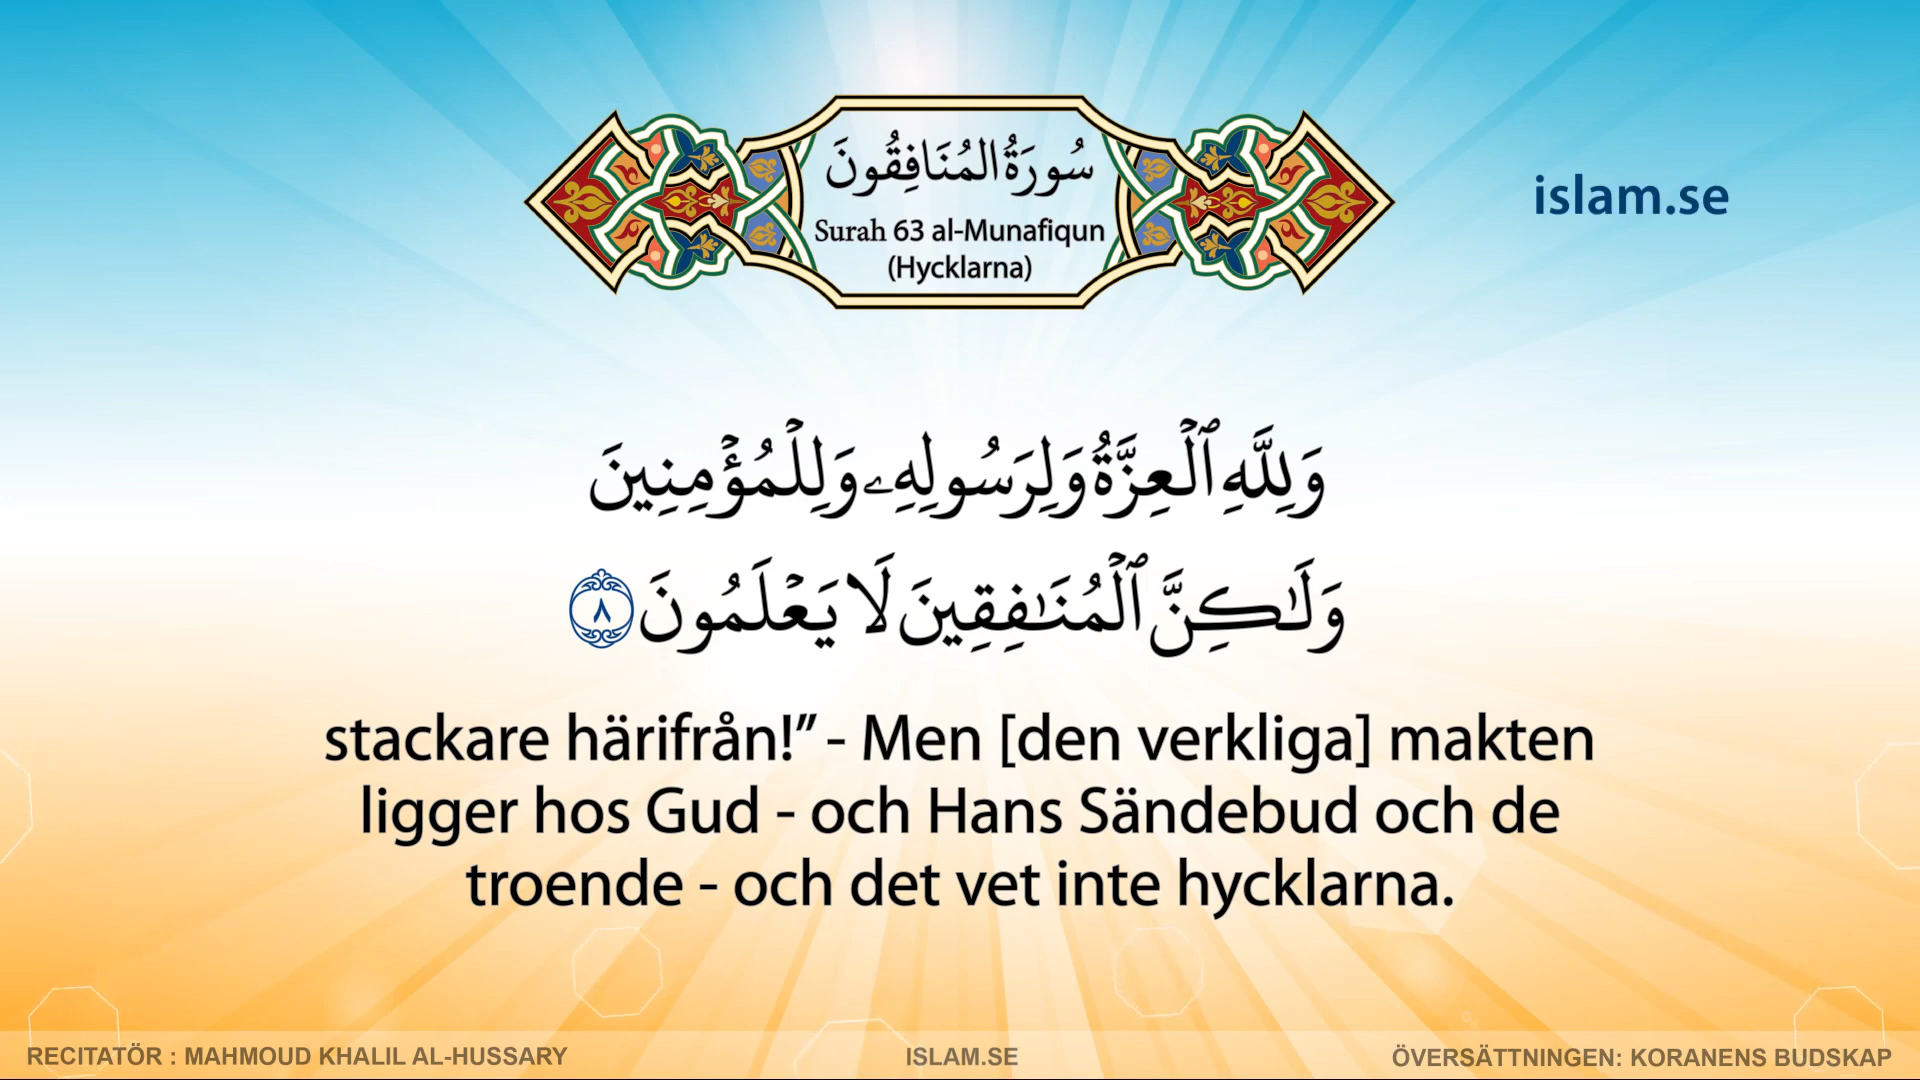 سُورَةُ المُنَافِقُونَ
Surah 63 al-Munafiqun
(Hycklarna)
islam.se
وَلِلَّهِ ٱلْعِزَّةُ وَلِرَسُولِهِۦ وَلِلْمُؤْمِنِينَ
وَلَٰكِنَّ ٱلْمُنَٰفِقِينَ لَا يَعْلَمُونَ ٨
stackare härifrån!” - Men [den verkliga] makten
ligger hos Gud - och Hans Sändebud och de
troende - och det vet inte hycklarna.
RECITATÖR : MAHMOUD KHALIL AL-HUSSARY
ISLAM.SE
ÖVERSÄTTNINGEN: KORANENS BUDSKAP